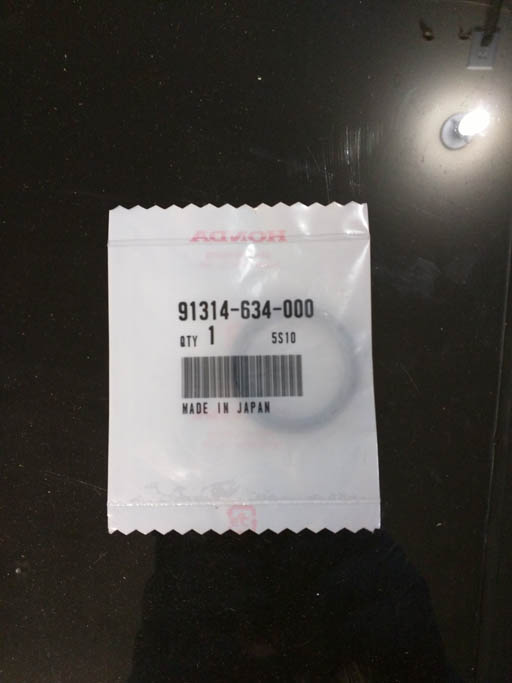 HONDA
91314-634-000
QTY 1 5S10
MADE IN JAPAN